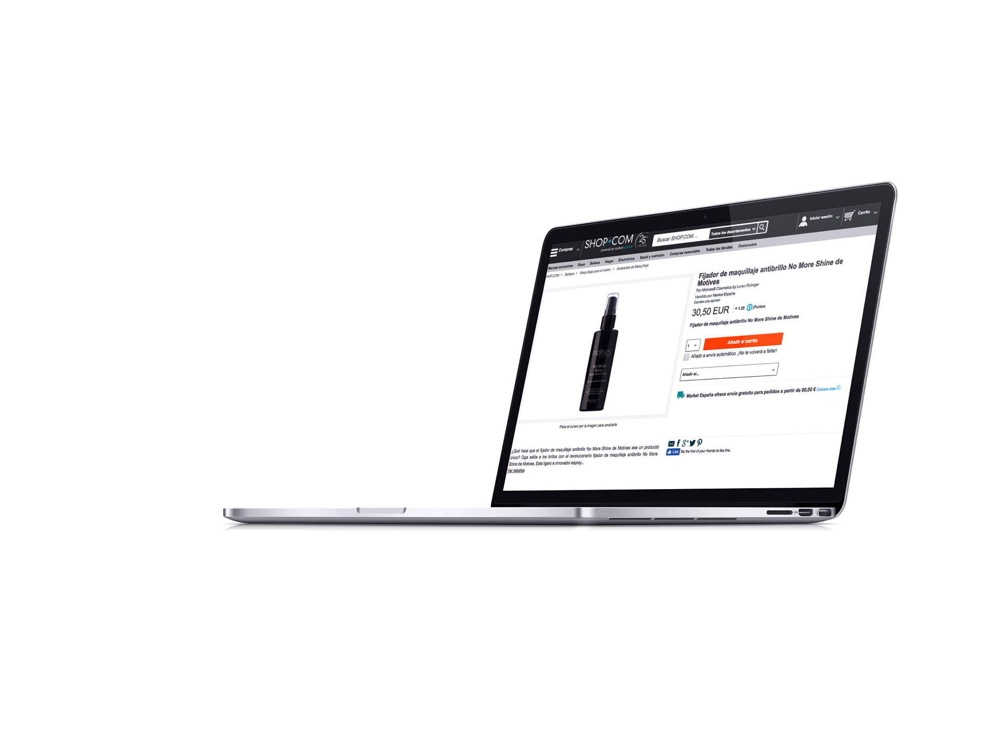 Compras
SHOP•COM
powered by marketespaña®
25
Buscar SHOP.COM...
Todos los departamentos
Iniciar sesión
Carrito
Marcas exclusivas Ropa Belleza Hogar Electrónica Salud y nutrición Compras esenciales Todas las tiendas Destacados
HOP.COM > Belleza > Maquillaje para el rostro > Acabados de Maquillaje
Fijador de maquillaje antibrillo No More Shine de
Motives
Por Motives® Cosmetics by Loren Ridinger
Vendido por Market España
Escribe una opinión
30,50 EUR + 1.26 ¡Puntos
Fijador de maquillaje antibrillo No More Shine de Motives
1
Añadir al carrito
Añadir a envío automático. ¡No te volverá a faltar!
Añadir al...
Market España ofrece envío gratuito para pedidos a partir de 80,00 € Conoce más
motives
NO MORE
SHINE
MAKEUP SETTING SPRAY
Pasa el cursor por la imagen para ampliarla
¿Qué hace que el fijador de maquillaje antibrillo No More Shine de Motives sea un producto
único? Diga adiós a los brillos con el revolucionario fijador de maquillaje antibrillo No More
Shine de Motives. Este ligero e innovador espray...
Ver detalles
Like Be the first of your friends to like this.